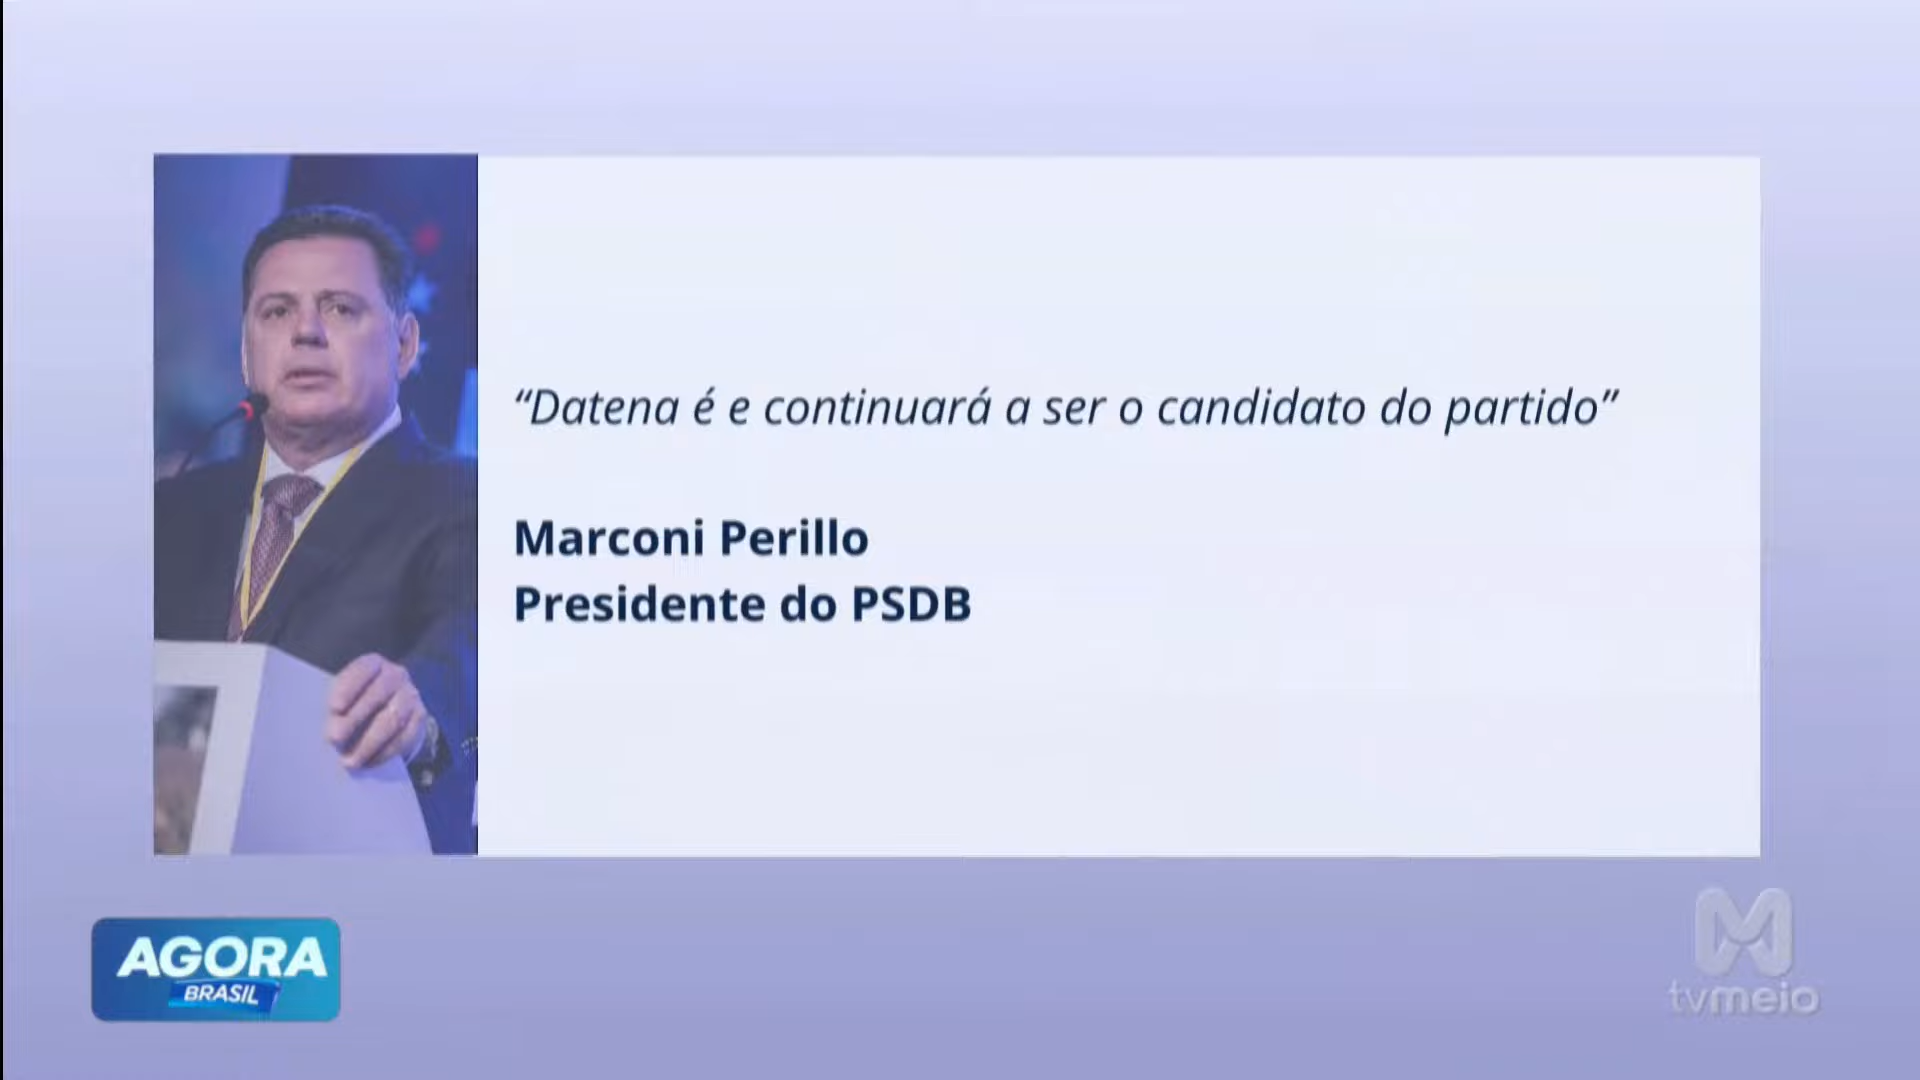 “Datena é e continuará a ser o candidato do partido”
Marconi Perillo
Presidente do PSDB
AGORA
BRASIL
tvmeio